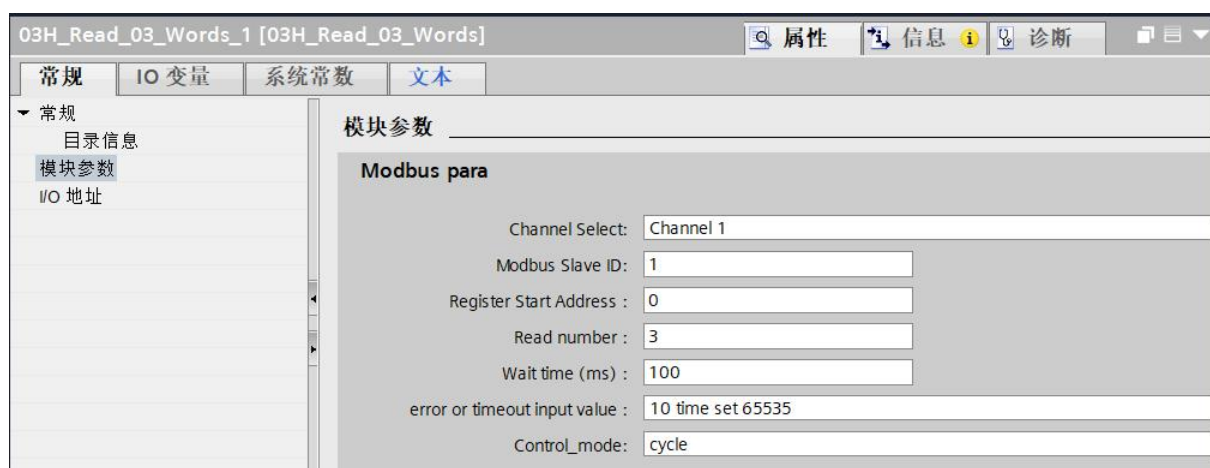 03H_Read_03_Words_1 [03H_Read_03_Words]
属性
信息
诊断
常规
IO 变量
系统常数
文本
常规
目录信息
模块参数
I/O 地址
模块参数
Modbus para
Channel Select: Channel 1
Modbus Slave ID: 1
Register Start Address : 0
Read number : 3
Wait time (ms) : 100
error or timeout input value : 10 time set 65535
Control_mode: cycle